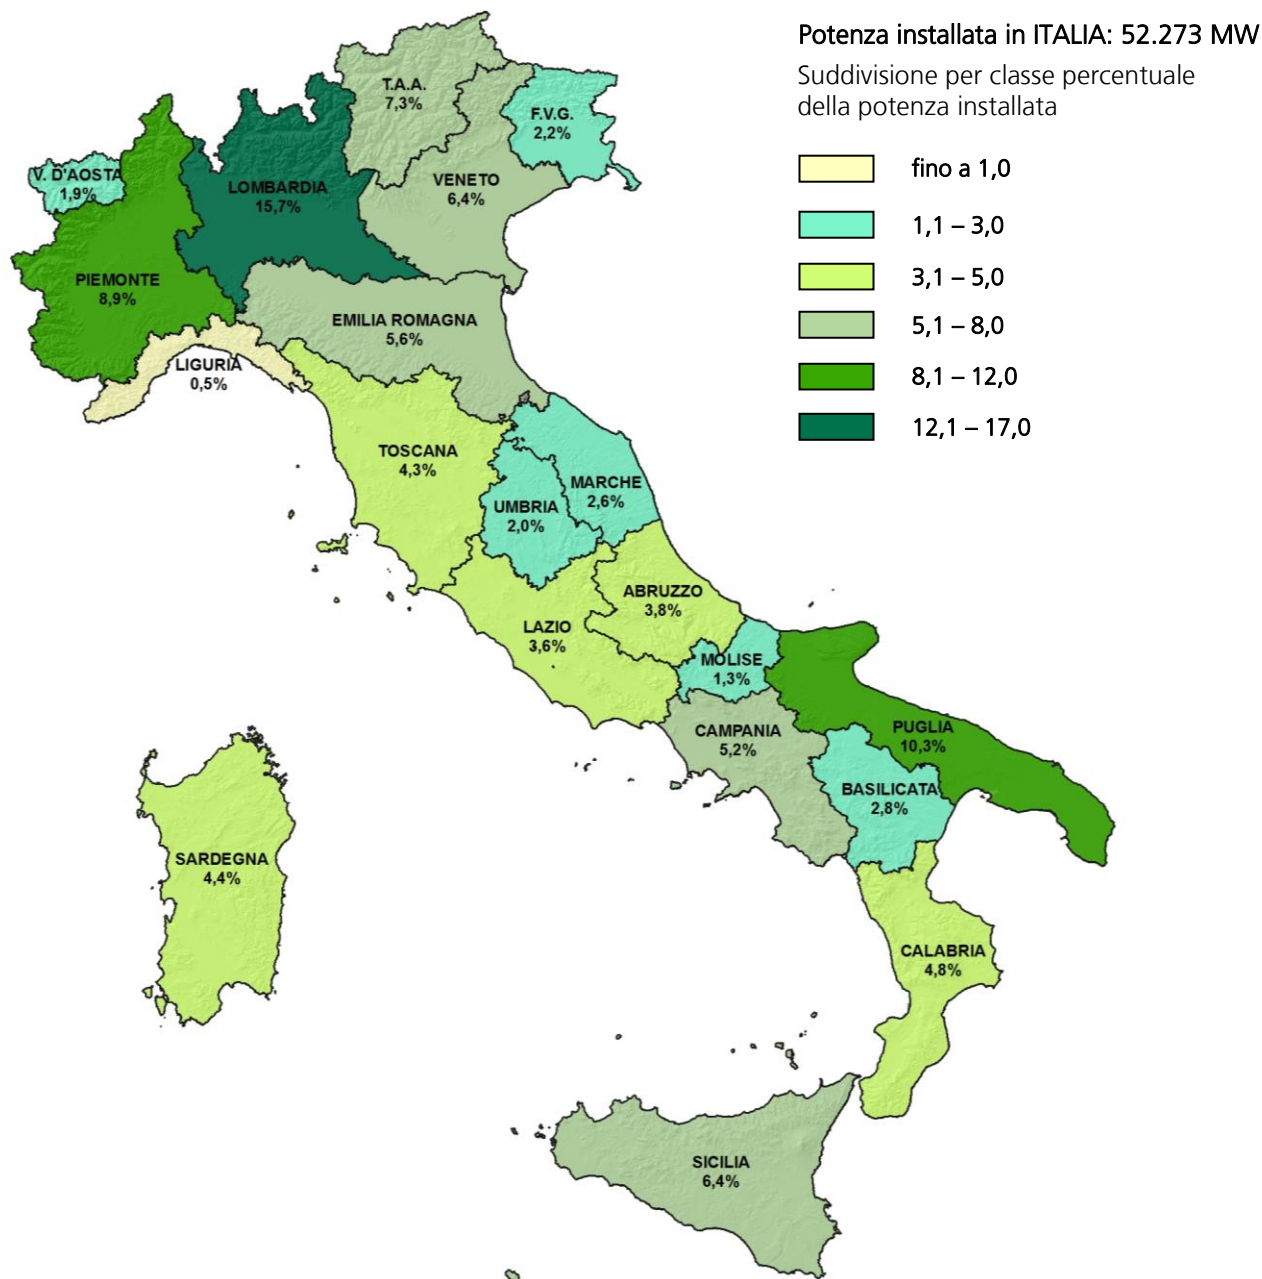 Potenza installata in ITALIA: 52.273 MW
Suddivisione per classe percentuale
della potenza installata
fino a 1,0
1,1 – 3,0
3,1 – 5,0
5,1 – 8,0
8,1 – 12,0
12,1 – 17,0
T.A.A.
7,3%
F.V.G.
2,2%
V. D'AOSTA
1,9%
LOMBARDIA
15,7%
VENETO
6,4%
PIEMONTE
8,9%
EMILIA ROMAGNA
5,6%
LIGURIA
0,5%
TOSCANA
4,3%
MARCHE
2,6%
UMBRIA
2,0%
ABRUZZO
3,8%
LAZIO
3,6%
MOLISE
1,3%
CAMPANIA
5,2%
PUGLIA
10,3%
BASILICATA
2,8%
SARDEGNA
4,4%
CALABRIA
4,8%
SICILIA
6,4%